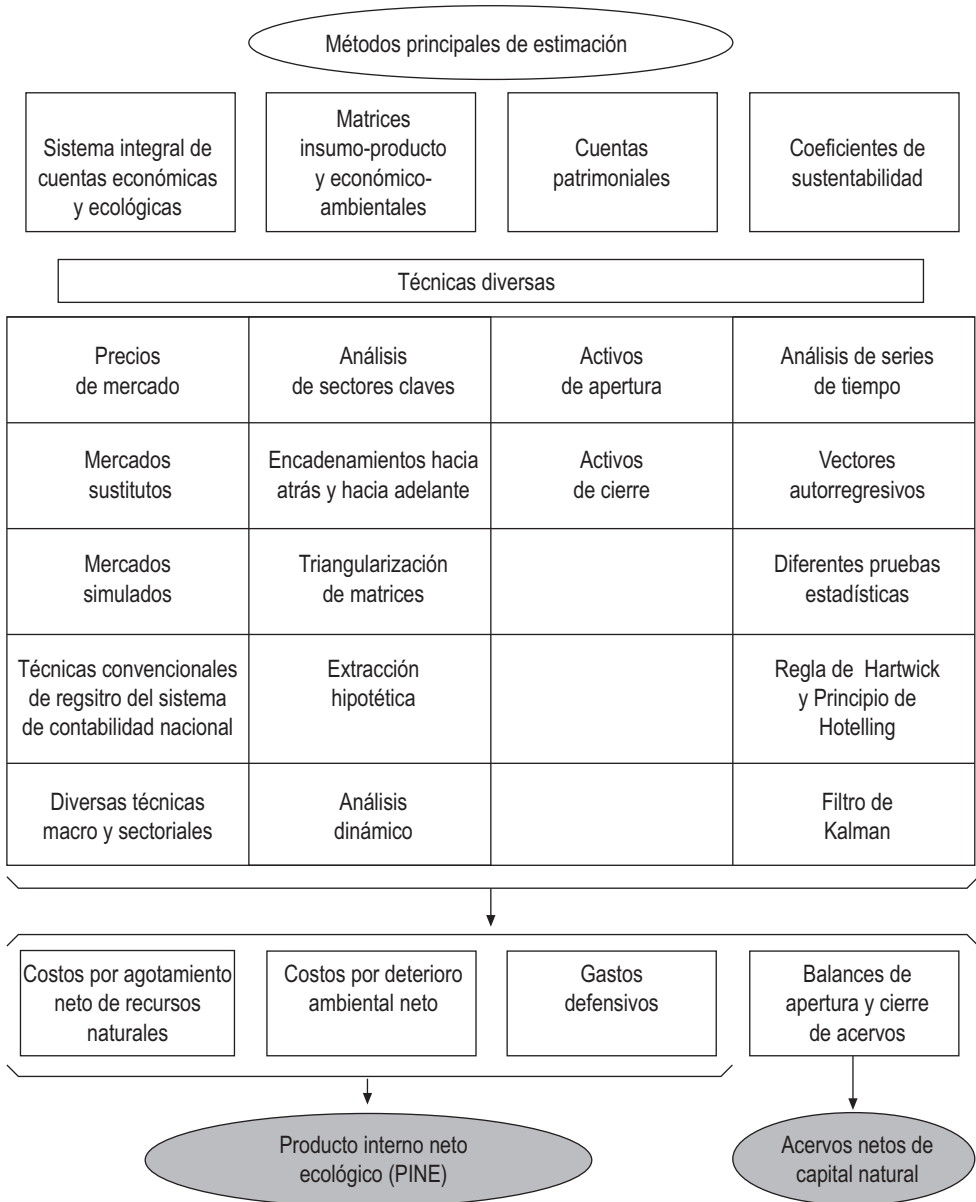 Métodos principales de estimación
Sistema integral de
cuentas económicas
y ecológicas
Matrices
insumo-producto
y económico-
ambientales
Cuentas
patrimoniales
Coeficientes de
sustentabilidad
Técnicas diversas
Precios
de mercado
Análisis
de sectores claves
Activos
de apertura
Análisis de series
de tiempo
Mercados
sustitutos
Encadenamientos hacia
atrás y hacia adelante
Activos
de cierre
Vectores
autorregresivos
Mercados
simulados
Triangularización
de matrices
Diferentes pruebas
estadísticas
Técnicas convencionales
de regsitro del sistema
de contabilidad nacional
Extracción
hipotética
Regla de Hartwick
y Principio de
Hotelling
Diversas técnicas
macro y sectoriales
Análisis
dinámico
Filtro de
Kalman
Costos por agotamiento
neto de recursos
naturales
Costos por deterioro
ambiental neto
Gastos
defensivos
Balances de
apertura y cierre
de acervos
Producto interno neto
ecológico (PINE)
Acervos netos de
capital natural